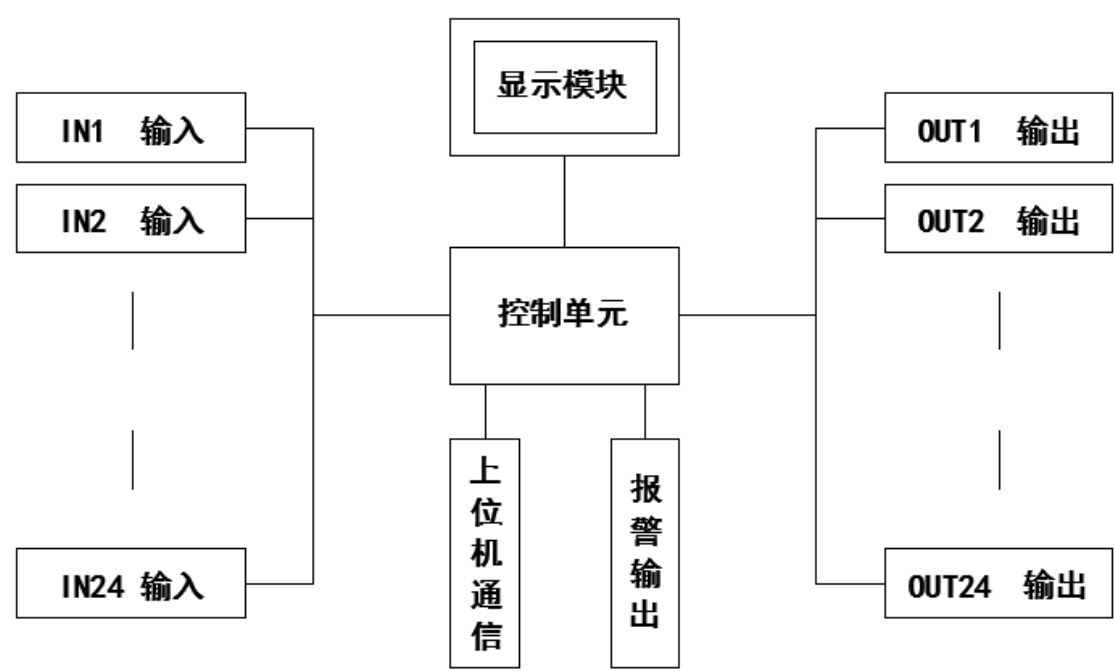 显示模块
IN1 输入
OUT1 输出
IN2 输入
OUT2 输出
控制单元
上位机通信
报警输出
IN24 输入
OUT24 输出